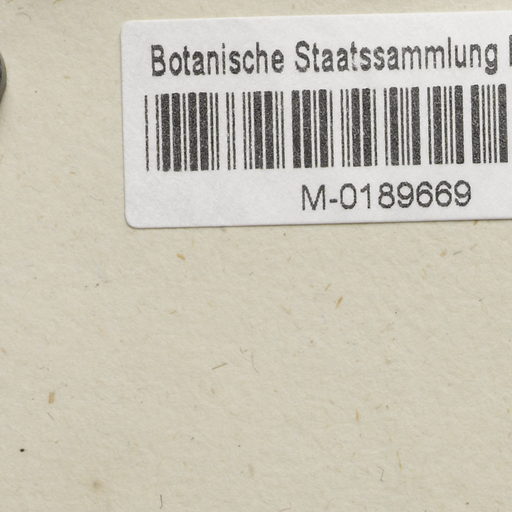 Botanische Staatssammlung
M-0189669